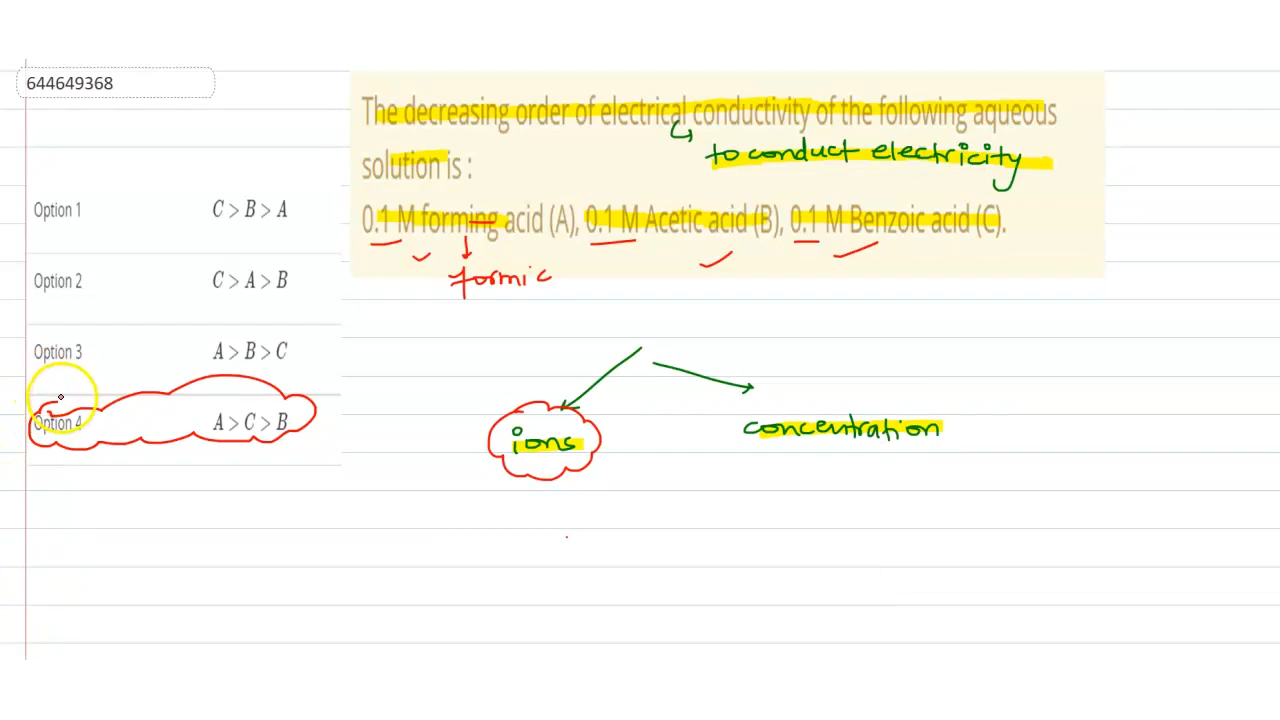 644649368
The decreasing order of electrical conductivity of the following aqueous
to conduct electricity
solution is :
0.1 M forming acid (A), 0.1 M Acetic acid (B), 0.1 M Benzoic acid (C).
formic
Option 1 C > B > A
Option 2 C > A > B
Option 3 A > B > C
Option 4 A > C > B
ions
concentration